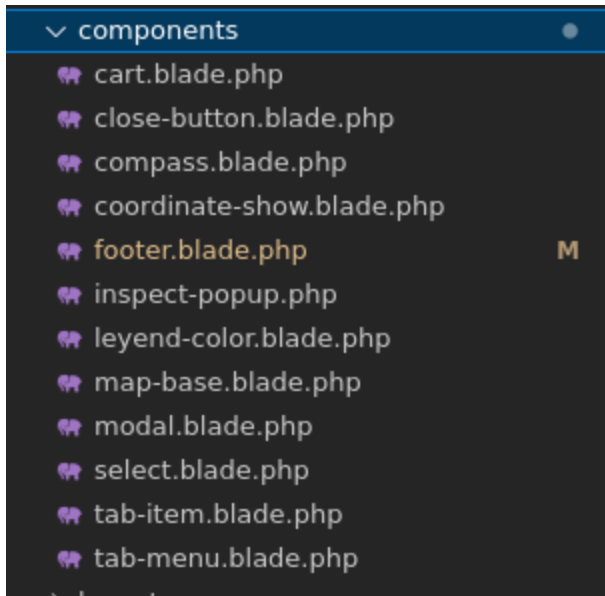 components
cart.blade.php
close-button.blade.php
compass.blade.php
coordinate-show.blade.php
footer.blade.php M
inspect-popup.php
leyend-color.blade.php
map-base.blade.php
modal.blade.php
select.blade.php
tab-item.blade.php
tab-menu.blade.php